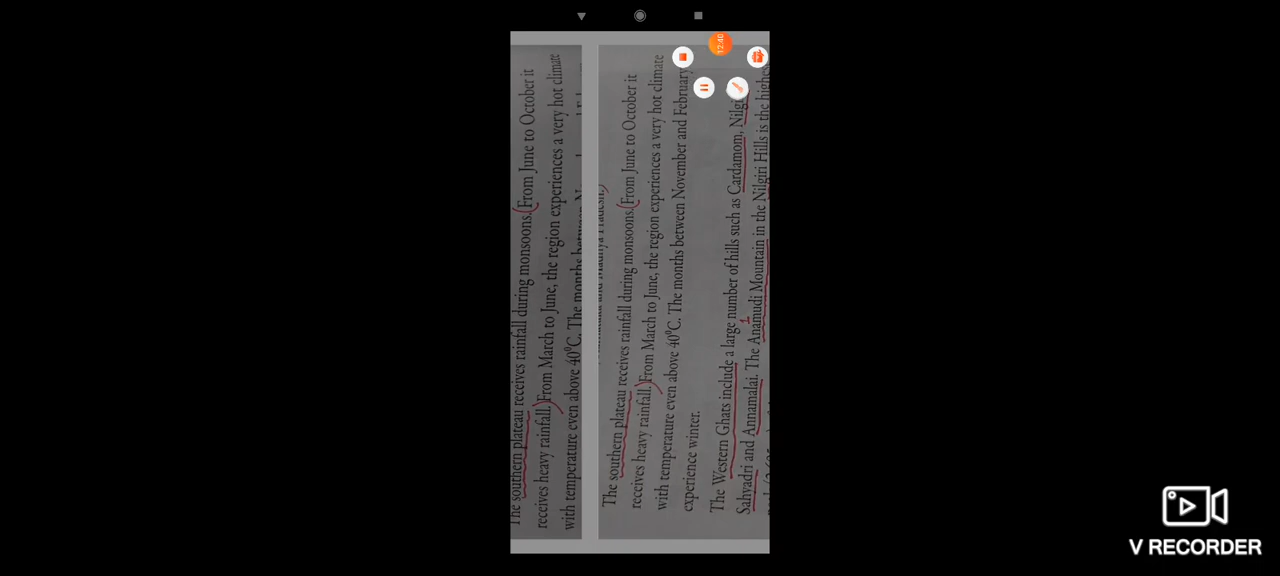 The southern plateau receives rainfall during monsoons. (From June to October it
receives heavy rainfall.) From March to June, the region experiences a very hot climate
with temperature even above 40⁰C. The months between
The southern plateau receives rainfall during monsoons. (From June to October it
receives heavy rainfall.) From March to June, the region experiences a very hot climate
with temperature even above 40⁰C. The months between November and February
experience winter.
The Western Ghats include a large number of hills such as Cardamom,
Sahyadri and Annamalai. The Anamudi Mountain in the Nilgiri Hills is the highest
12:40
V RECORDER